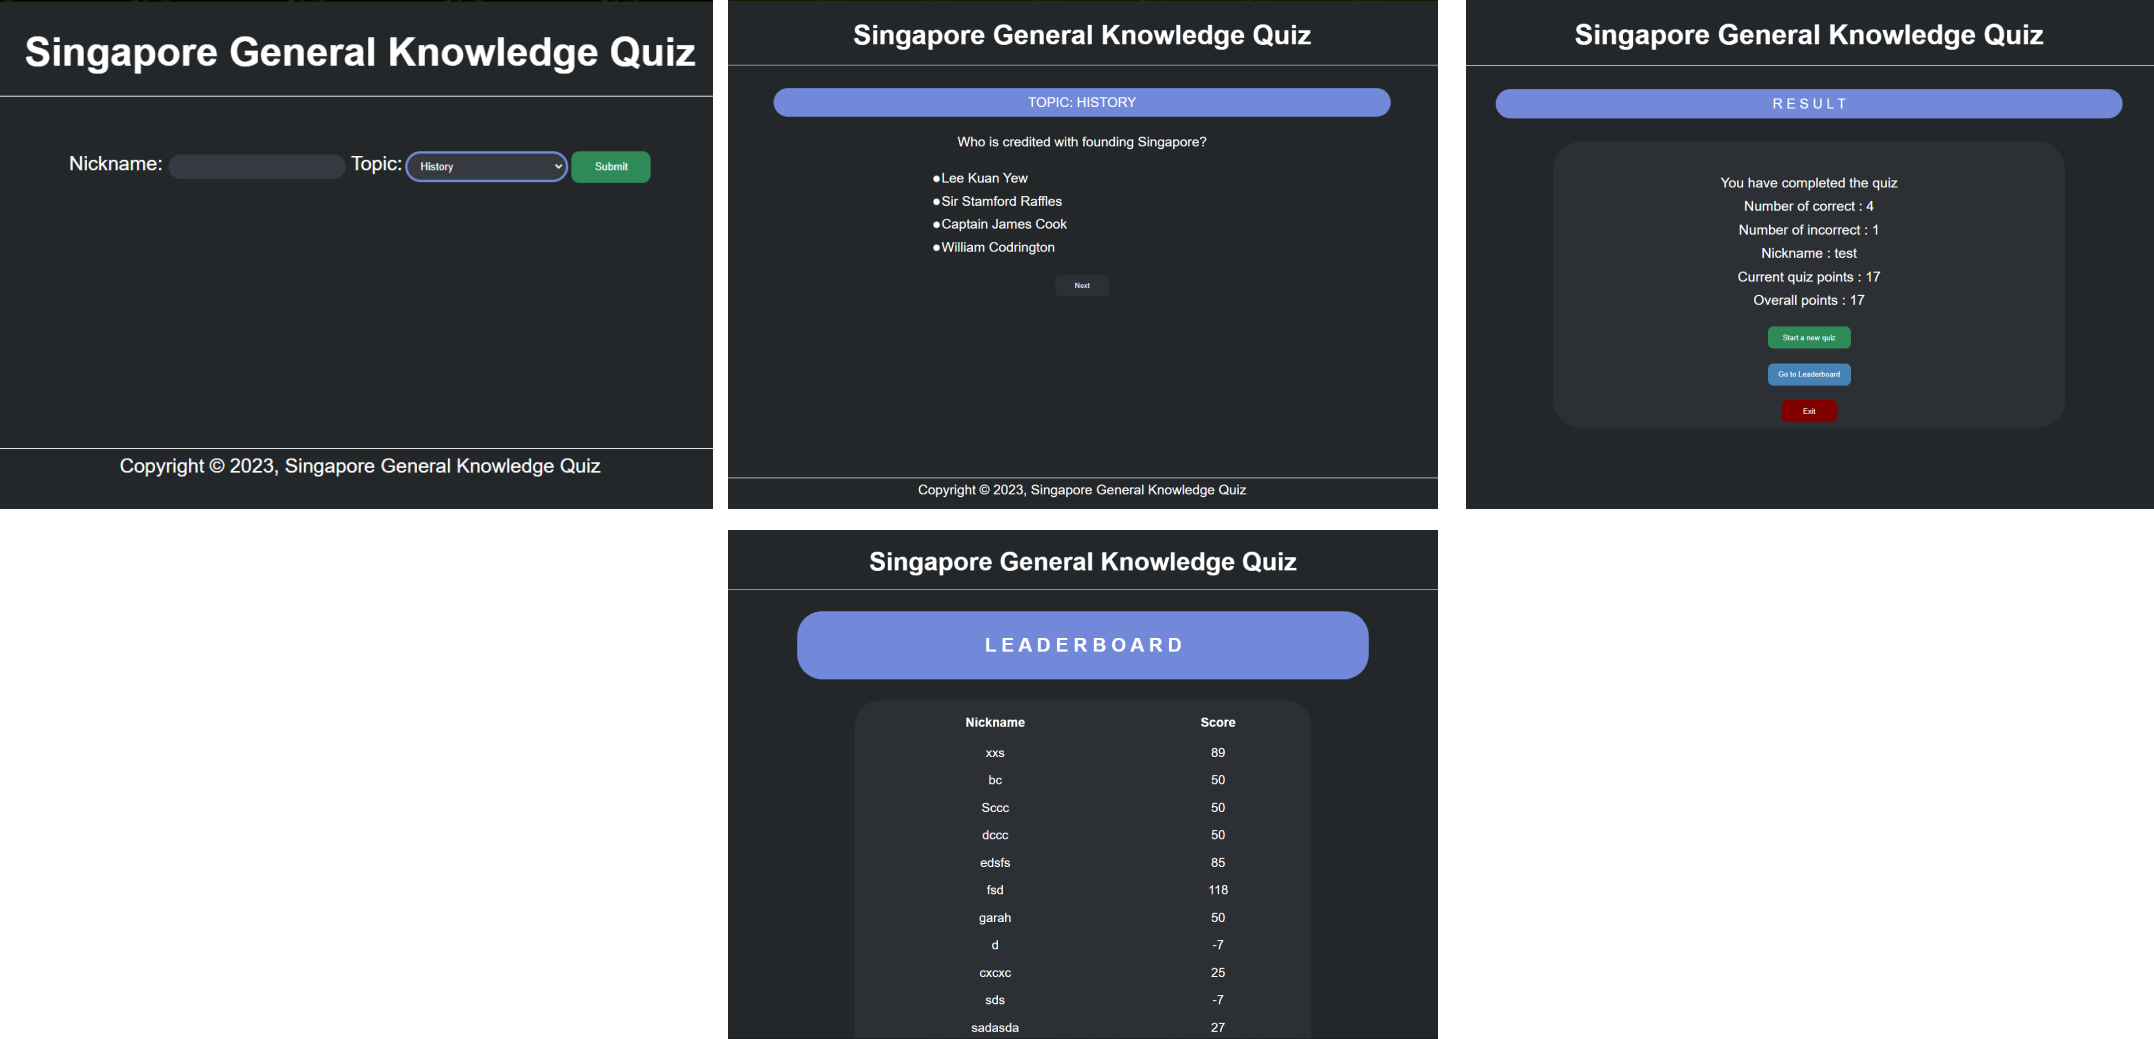 Singapore General Knowledge Quiz
Nickname: Topic: History Submit
Copyright © 2023, Singapore General Knowledge Quiz
Singapore General Knowledge Quiz
TOPIC: HISTORY
Who is credited with founding Singapore?
Lee Kuan Yew
Sir Stamford Raffles
Captain James Cook
William Codrington
Next
Copyright © 2023, Singapore General Knowledge Quiz
Singapore General Knowledge Quiz
RESULT
You have completed the quiz
Number of correct : 4
Number of incorrect : 1
Nickname : test
Current quiz points : 17
Overall points : 17
Start a new quiz
Go to Leaderboard
Exit
Singapore General Knowledge Quiz
LEADERBOARD
Nickname Score
xxs 89
bc 50
Sccc 50
dccc 50
edsfs 85
fsd 118
garah 50
d -7
cxcxc 25
sds -7
sadasda 27